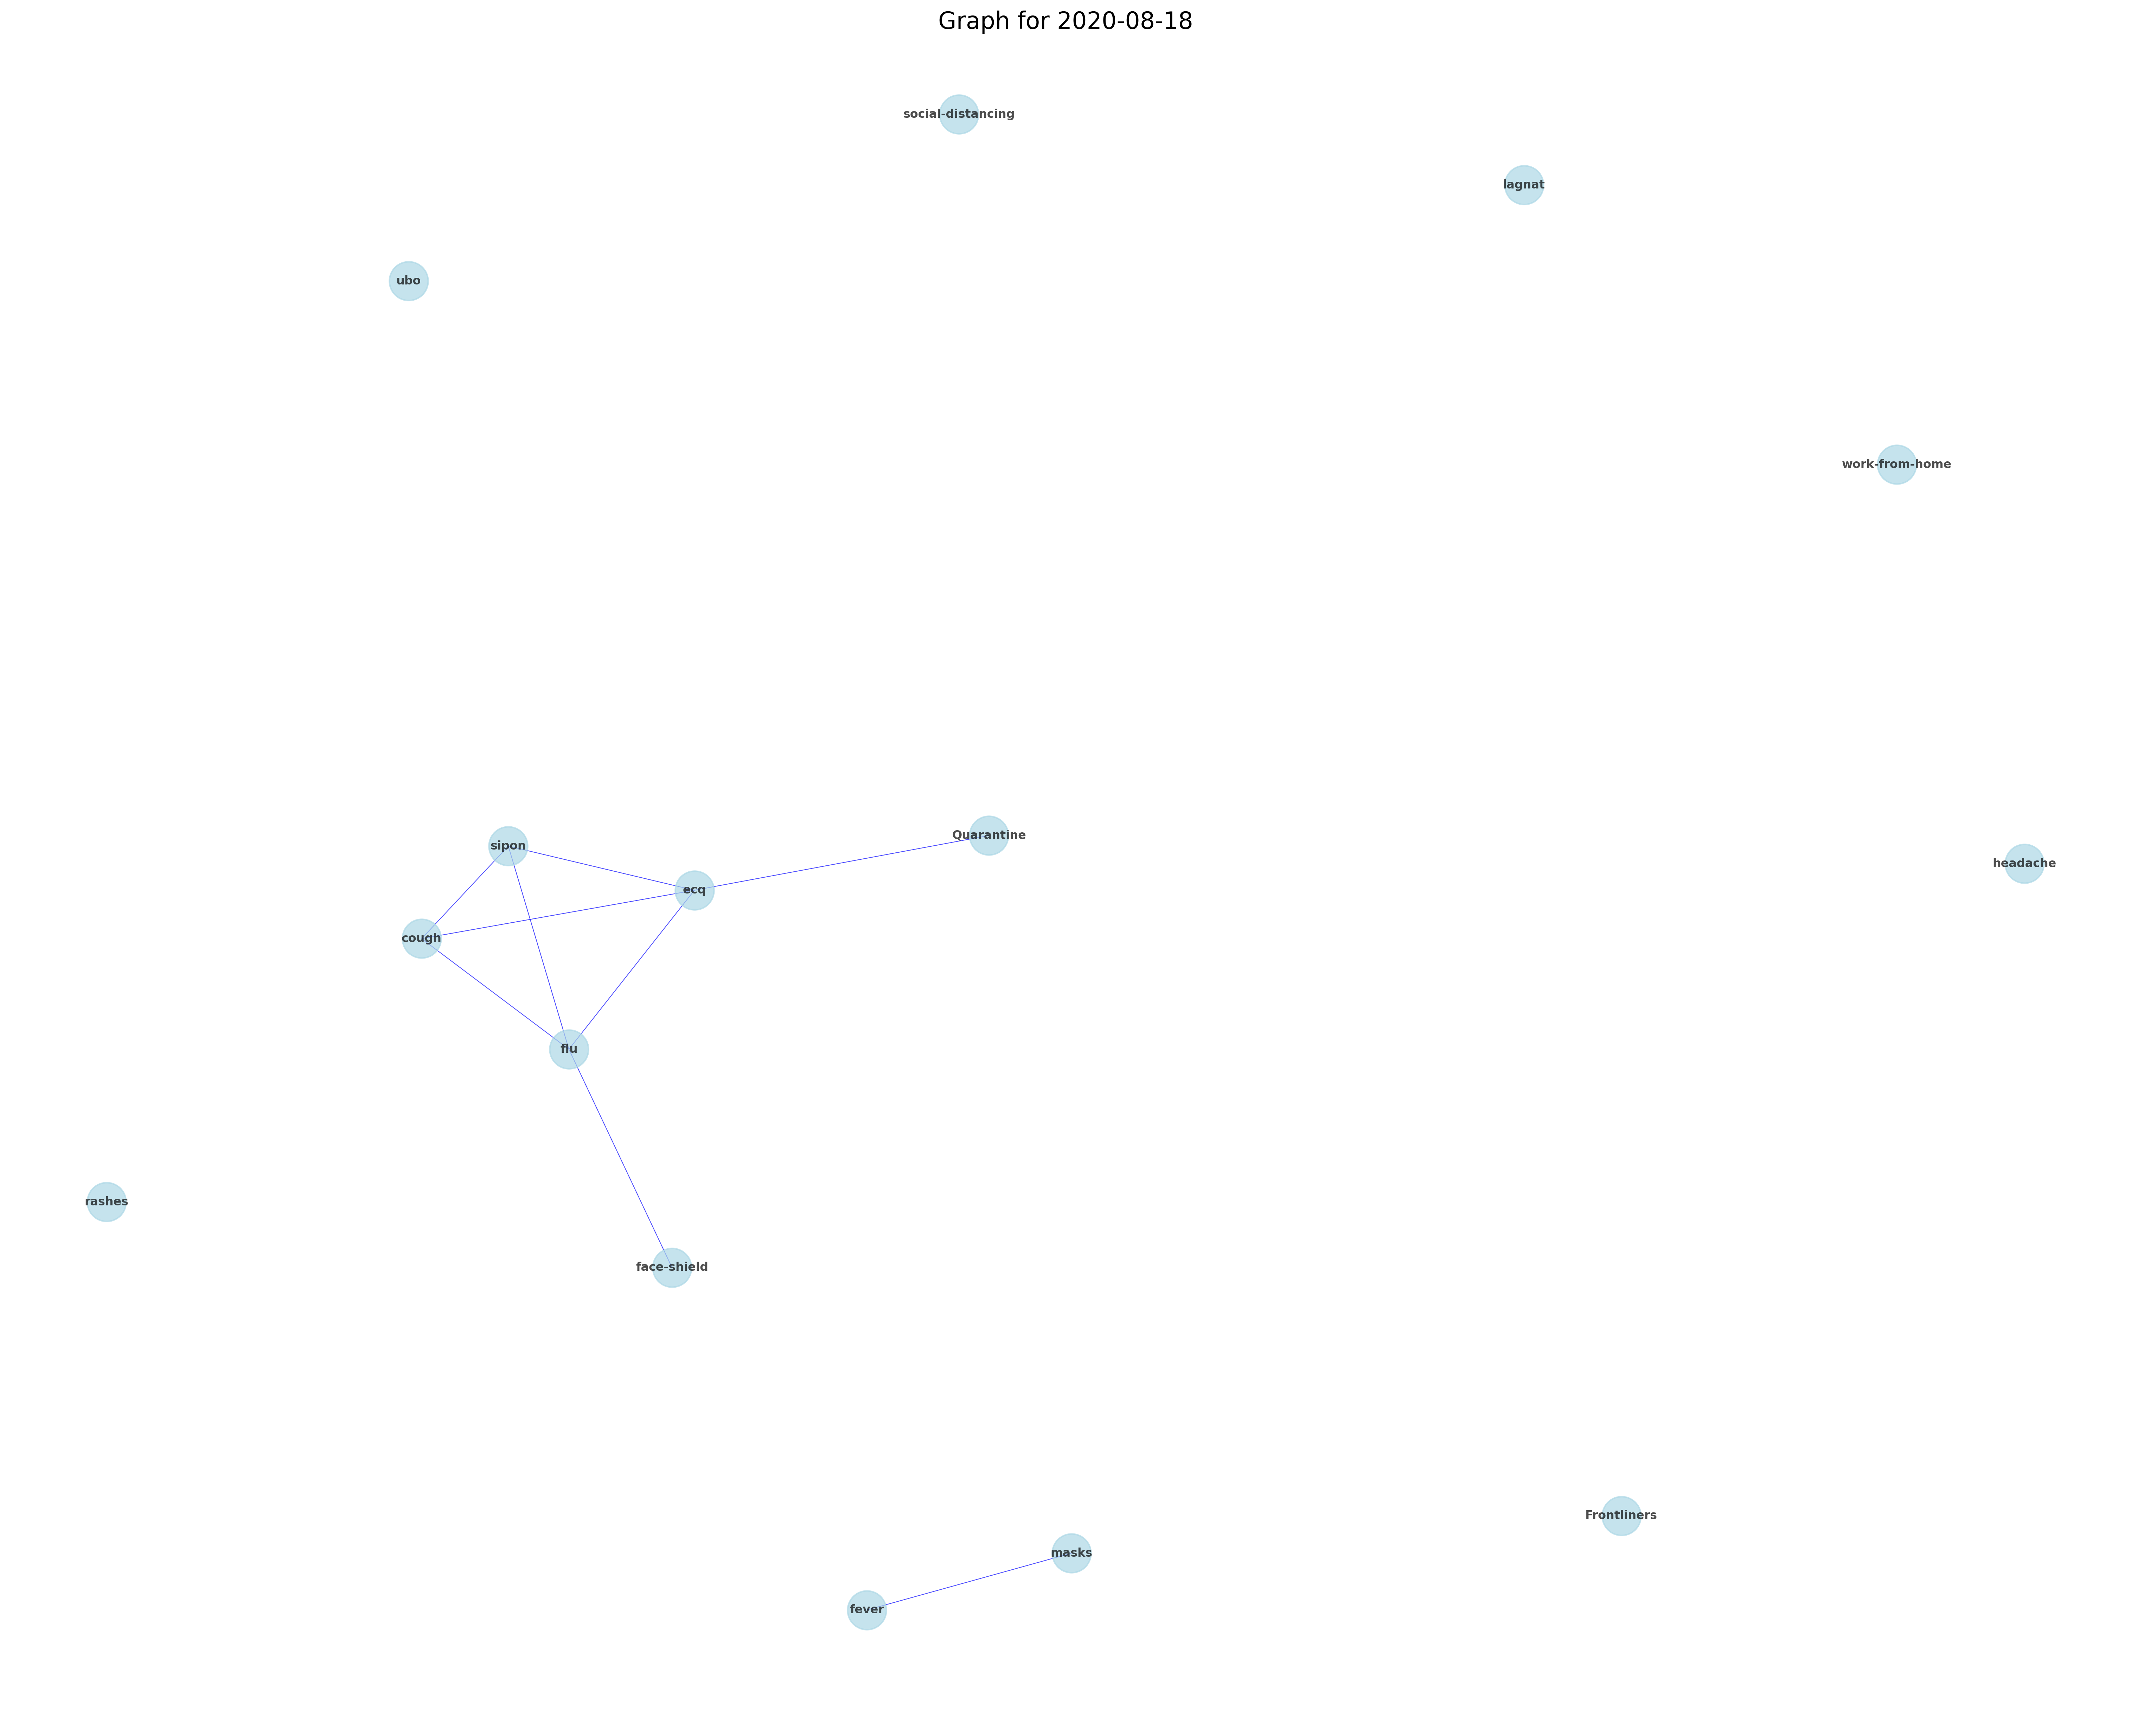 Graph for 2020-08-18
social-distancing
lagnat
ubo
work-from-home
Quarantine
sipon
headache
ecq
cough
flu
rashes
face-shield
Frontliners
masks
fever